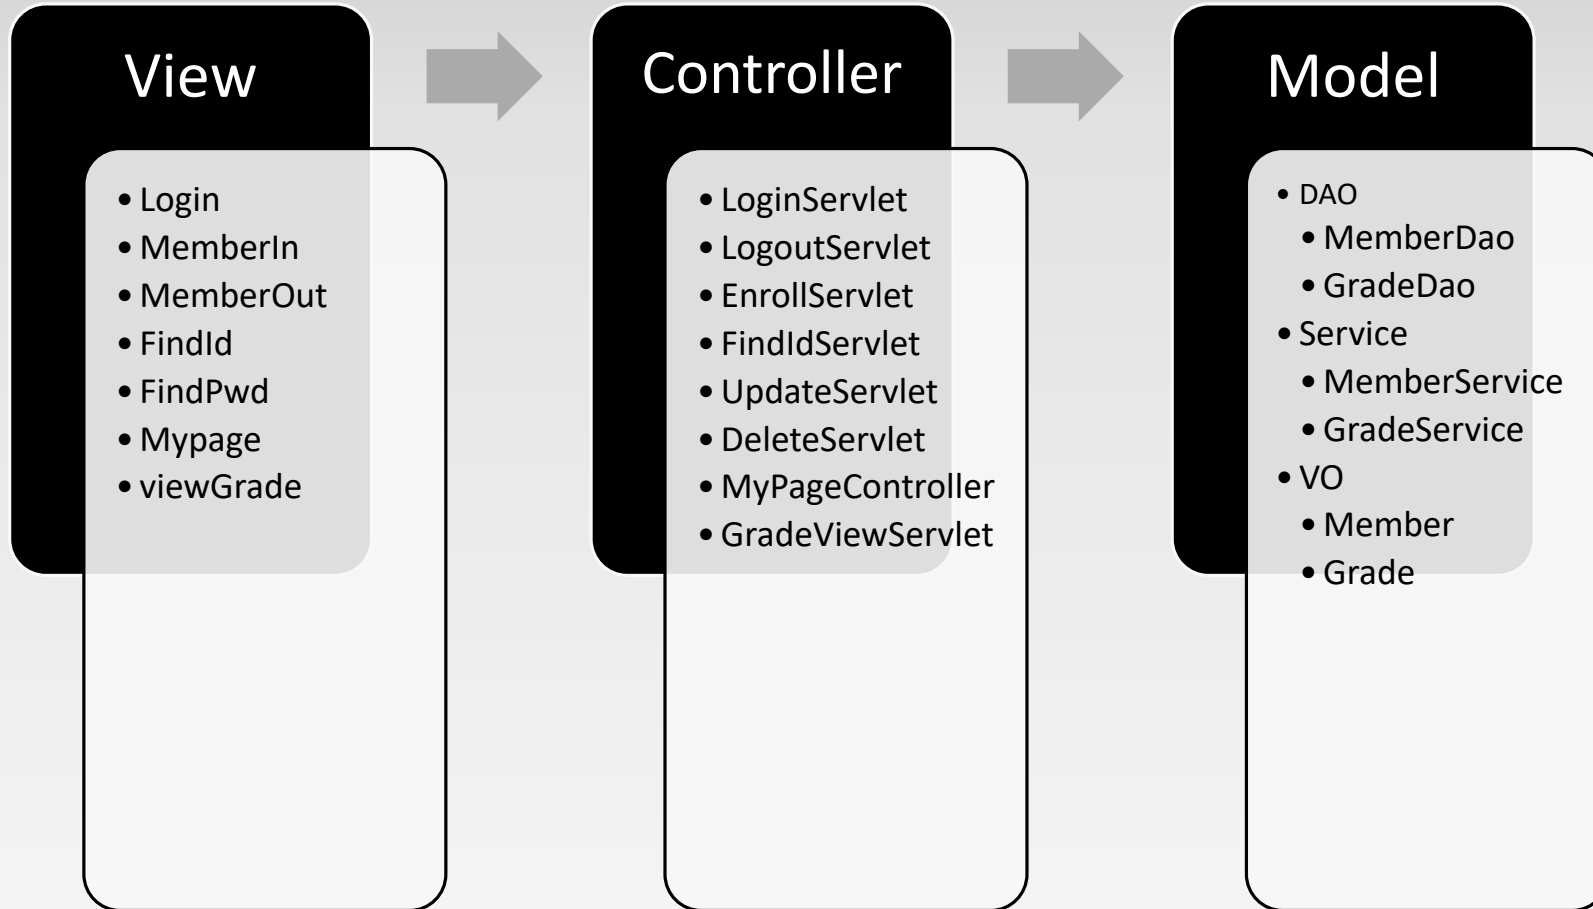 View
• Login
• MemberIn
• MemberOut
• FindId
• FindPwd
• Mypage
• viewGrade
Controller
• LoginServlet
• LogoutServlet
• EnrollServlet
• FindIdServlet
• UpdateServlet
• DeleteServlet
• MyPageController
• GradeViewServlet
Model
• DAO
• MemberDao
• GradeDao
• Service
• MemberService
• GradeService
• VO
• Member
• Grade